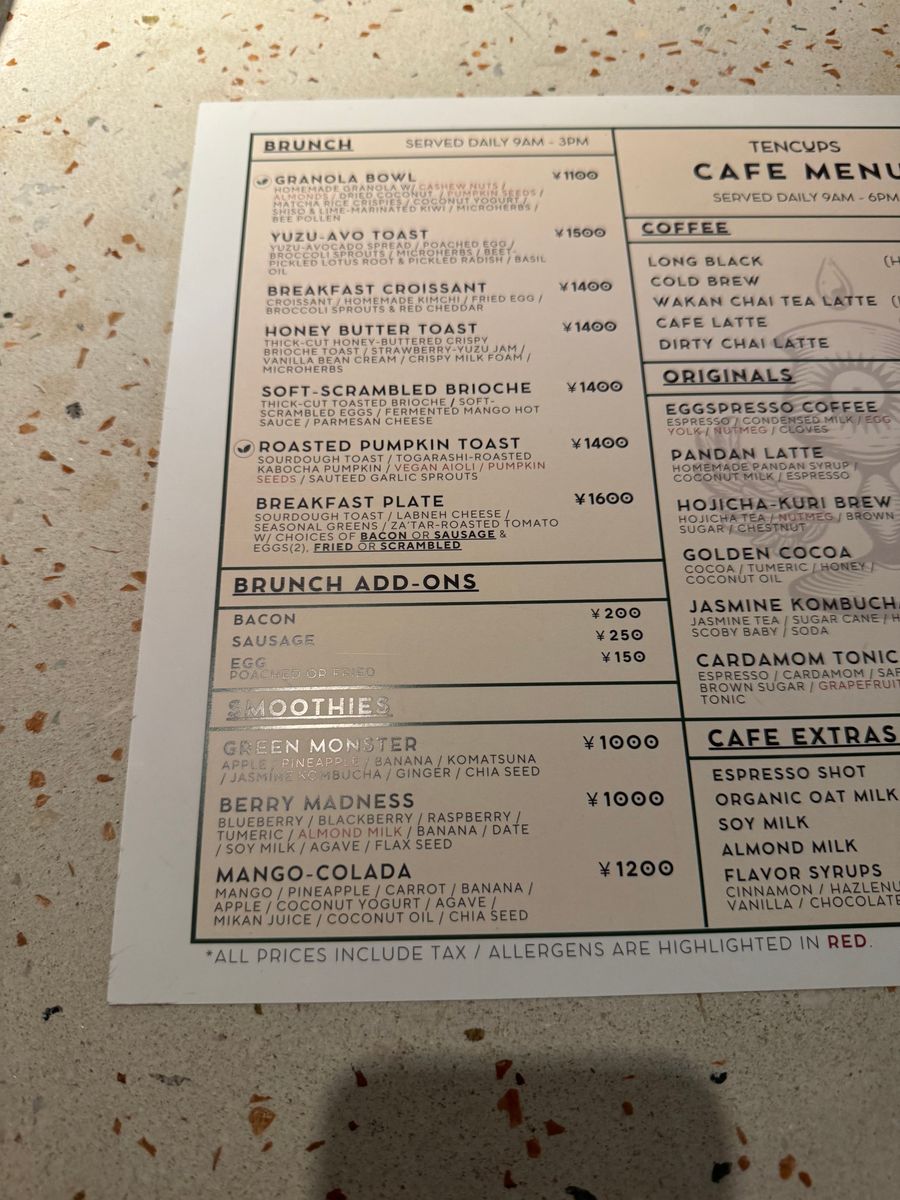 BRUNCH SERVED DAILY 9AM - 3PM
GRANOLA BOWL ¥1100
HOMEMADE GRANOLA W/ CASHEW NUTS /
ALMONDS / DRIED COCONUT / PUMPKIN SEEDS /
MATCHA RICE CRISPIES / COCONUT YOGURT /
SHISO & LIME-MARINATED KIWI / MICROHERBS /
BEE POLLEN
YUZU-AVO TOAST ¥1500
YUZU-AVOCADO SPREAD / POACHED EGG /
BROCCOLI SPROUTS / MICROHERBS / BEET-
PICKLED LOTUS ROOT & PICKLED RADISH / BASIL
OIL
BREAKFAST CROISSANT ¥1400
CROISSANT / HOMEMADE KIMCHI / FRIED EGG /
BROCCOLI SPROUTS & RED CHEDDAR
HONEY BUTTER TOAST ¥1400
THICK-CUT HONEY-BUTTERED CRISPY
BRIOCHE TOAST / STRAWBERRY-YUZU JAM /
VANILLA BEAN CREAM / CRISPY MILK FOAM /
MICROHERBS
SOFT-SCRAMBLED BRIOCHE ¥1400
THICK-CUT TOASTED BRIOCHE / SOFT-
SCRAMBLED EGGS / FERMENTED MANGO HOT
SAUCE / PARMESAN CHEESE
ROASTED PUMPKIN TOAST ¥1400
SOURDOUGH TOAST / TOGARASHI-ROASTED
KABOCHA PUMPKIN / VEGAN AIOLI / PUMPKIN
SEEDS / SAUTEED GARLIC SPROUTS
BREAKFAST PLATE ¥1600
SOURDOUGH TOAST / LABNEH CHEESE /
SEASONAL GREENS / ZA'TAR-ROASTED TOMATO
W/ CHOICES OF BACON OR SAUSAGE &
EGGS(2), FRIED OR SCRAMBLED
BRUNCH ADD-ONS
BACON ¥200
SAUSAGE ¥250
EGG ¥150
POACHED OR FRIED
SMOOTHIES
GREEN MONSTER ¥1000
APPLE / PINEAPPLE / BANANA / KOMATSUNA
/ JASMINE KOMBUCHA / GINGER / CHIA SEED
BERRY MADNESS ¥1000
BLUEBERRY / BLACKBERRY / RASPBERRY /
TUMERIC / ALMOND MILK / BANANA / DATE
/ SOY MILK / AGAVE / FLAX SEED
MANGO-COLADA ¥1200
MANGO / PINEAPPLE / CARROT / BANANA /
APPLE / COCONUT YOGURT / AGAVE /
MIKAN JUICE / COCONUT OIL / CHIA SEED
TENCUPS
CAFE MENU
SERVED DAILY 9AM - 6PM
COFFEE
LONG BLACK (H
COLD BREW
WAKAN CHAI TEA LATTE (
CAFE LATTE
DIRTY CHAI LATTE
ORIGINALS
EGGSPRESSO COFFEE
ESPRESSO / CONDENSED MILK / EGG
YOLK / NUTMEG / CLOVES
PANDAN LATTE
HOMEMADE PANDAN SYRUP /
COCONUT MILK / ESPRESSO
HOJICHA-KURI BREW
HOJICHA TEA / NUTMEG / BROWN
SUGAR / CHESTNUT
GOLDEN COCOA
COCOA / TUMERIC / HONEY /
COCONUT OIL
JASMINE KOMBUCHA
JASMINE TEA / SUGAR CANE / H
SCOBY BABY / SODA
CARDAMOM TONIC
ESPRESSO / CARDAMOM / SAF
BROWN SUGAR / GRAPEFRUIT
TONIC
CAFE EXTRAS
ESPRESSO SHOT
ORGANIC OAT MILK
SOY MILK
ALMOND MILK
FLAVOR SYRUPS
CINNAMON / HAZLENU
VANILLA / CHOCOLATE
*ALL PRICES INCLUDE TAX / ALLERGENS ARE HIGHLIGHTED IN RED.